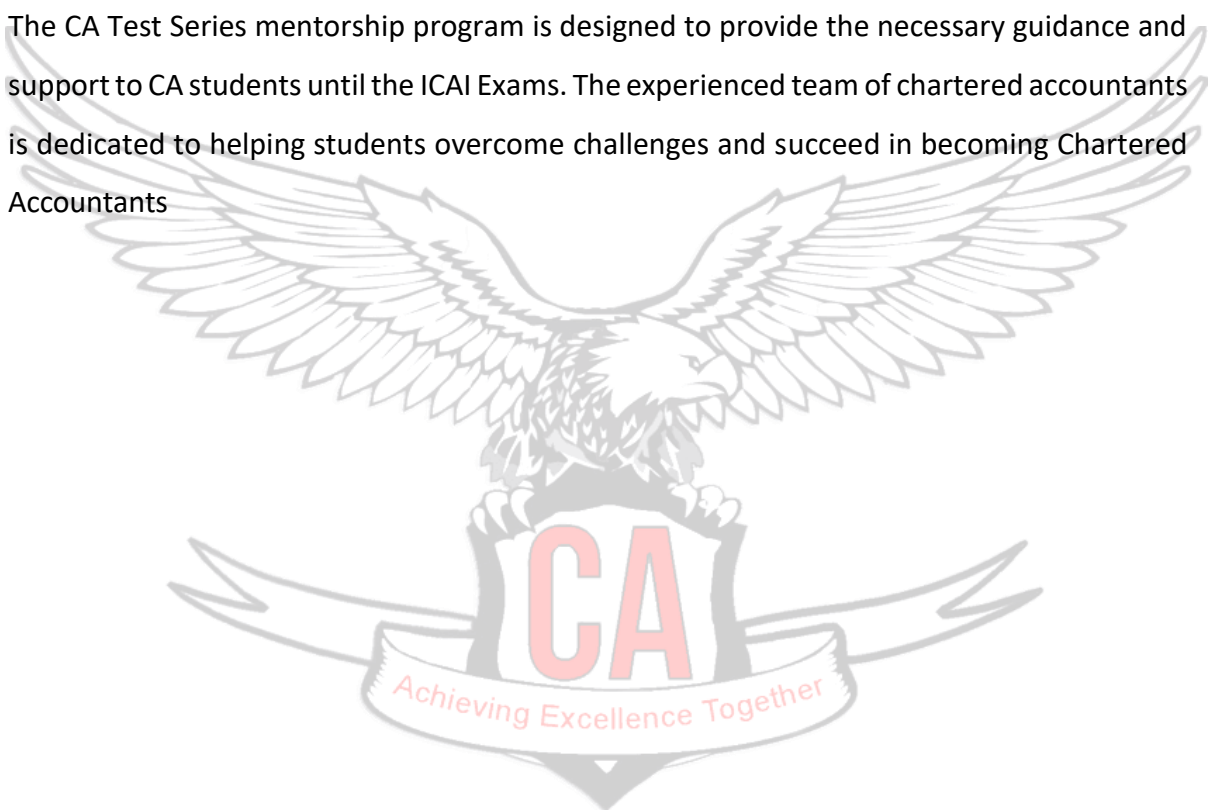 The CA Test Series mentorship program is designed to provide the necessary guidance and
support to CA students until the ICAI Exams. The experienced team of chartered accountants
is dedicated to helping students overcome challenges and succeed in becoming Chartered
Accountants
CA
Achieving Excellence Together